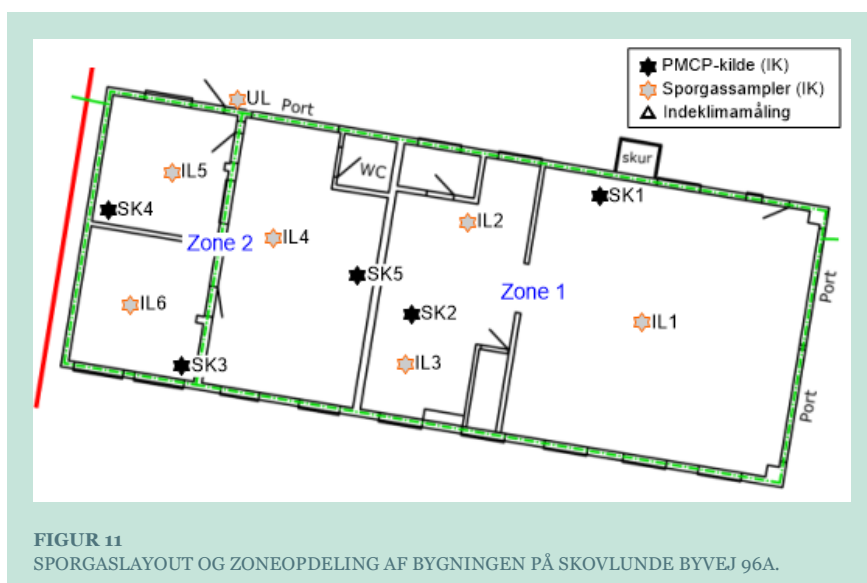 PMCP-kilde (IK)
Sporgassampler (IK)
Indeklimamåling
UL
Port
skur
WC
IL5
SK1
SK4
IL2
IL4
Zone 2
SK5
Zone 1
Port
IL6
SK2
IL1
IL3
SK3
Port
FIGUR 11
SPORGASLAYOUT OG ZONEOPDELING AF BYGNINGEN PÅ SKOVLUNDE BYVEJ 96A.